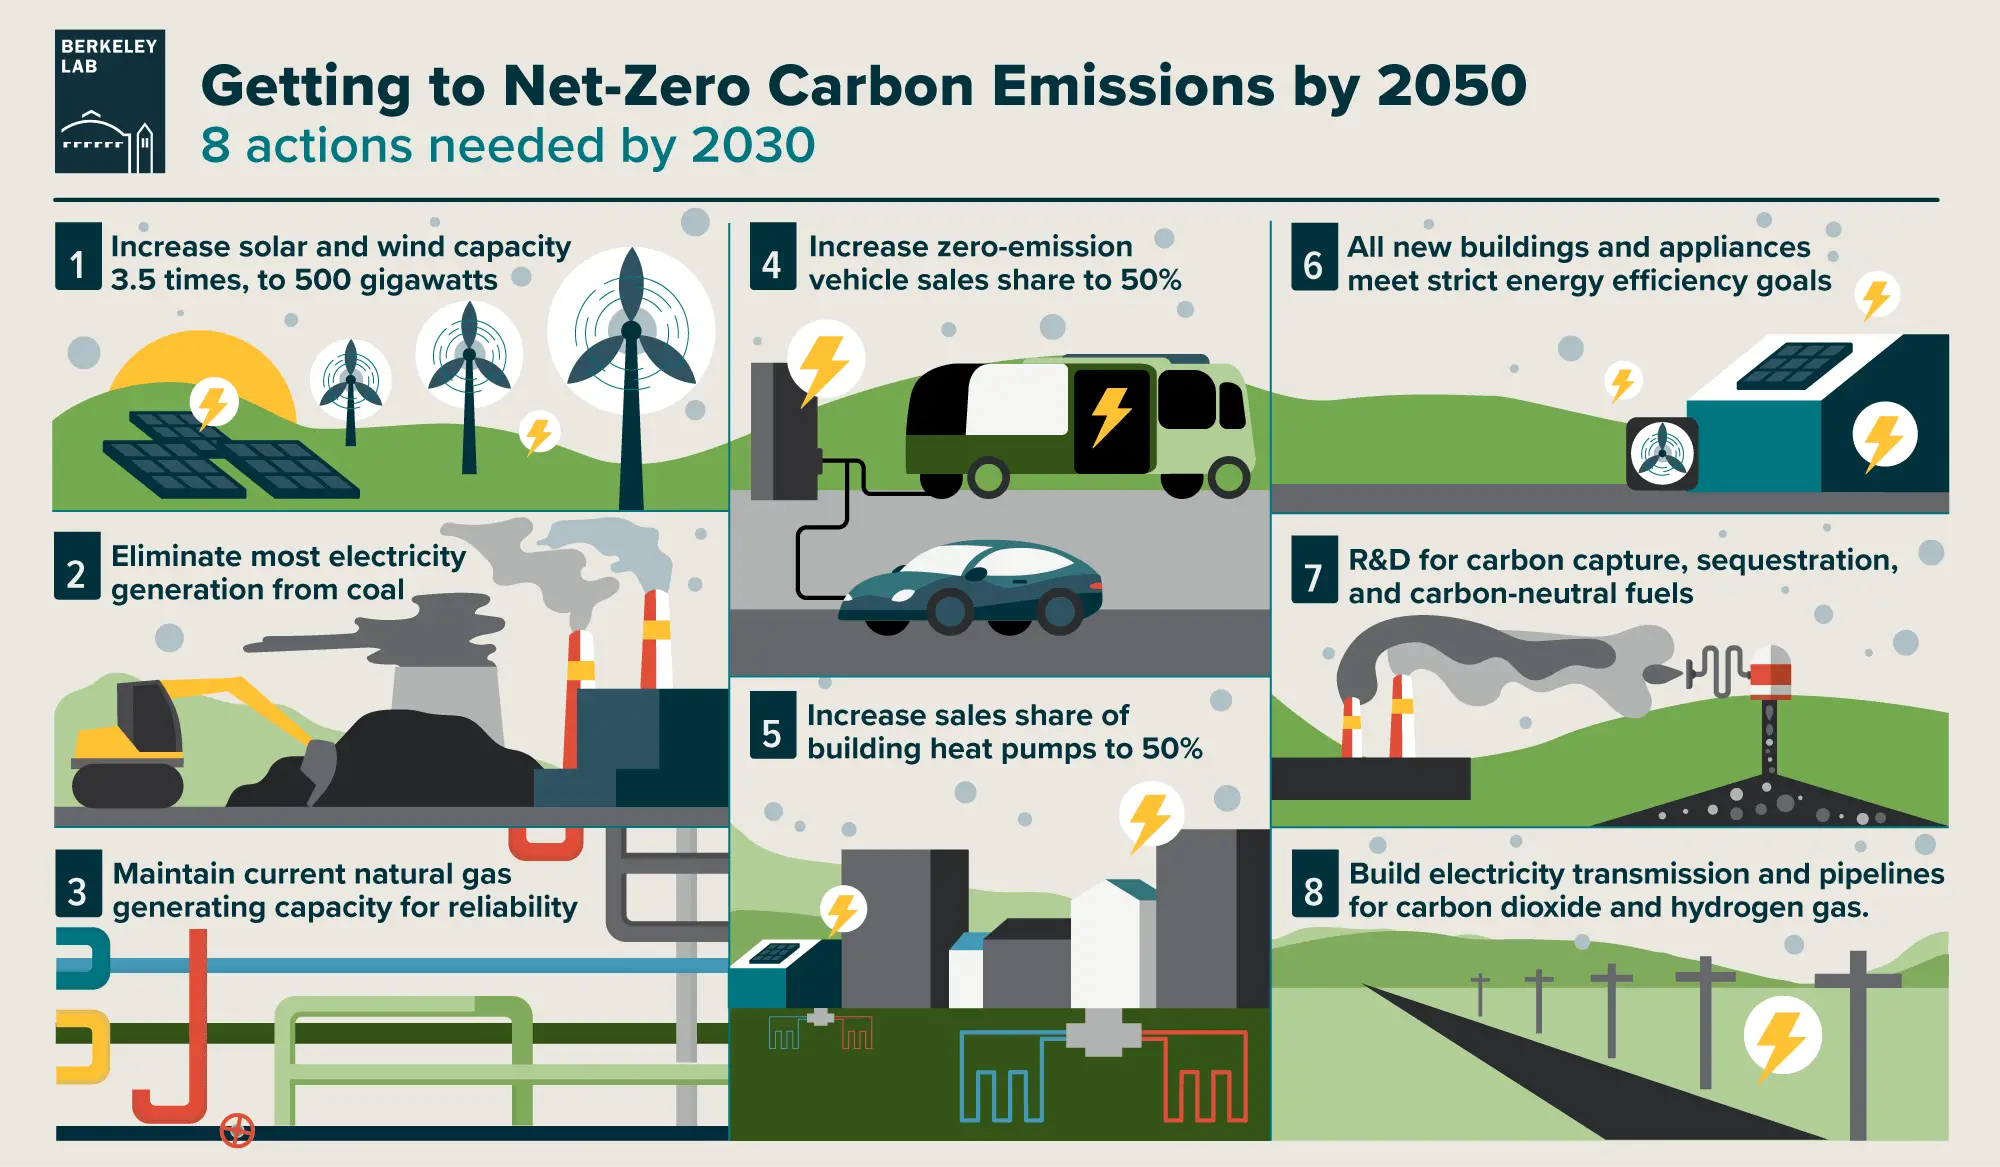 BERKELEY
LAB
Getting to Net-Zero Carbon Emissions by 2050
8 actions needed by 2030
1
Increase solar and wind capacity
3.5 times, to 500 gigawatts
2
Eliminate most electricity
generation from coal
3
Maintain current natural gas
generating capacity for reliability
4
Increase zero-emission
vehicle sales share to 50%
5
Increase sales share of
building heat pumps to 50%
6
All new buildings and appliances
meet strict energy efficiency goals
7
R&D for carbon capture, sequestration,
and carbon-neutral fuels
8
Build electricity transmission and pipelines
for carbon dioxide and hydrogen gas.